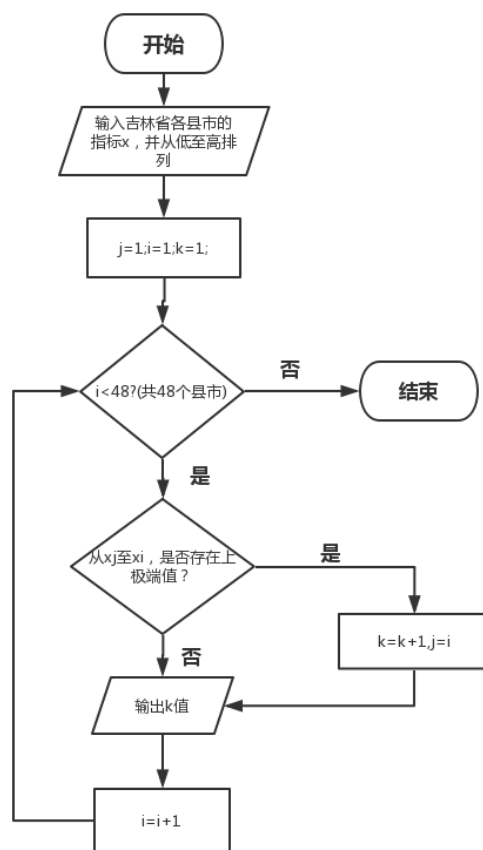 开始
输入吉林省各县市的
指标x，并从低至高排
列
j=1;i=1;k=1;
i<48?(共48个县市)
否
结束
是
从xj至xi，是否存在上
极端值？
是
k=k+1,j=i
否
输出k值
i=i+1